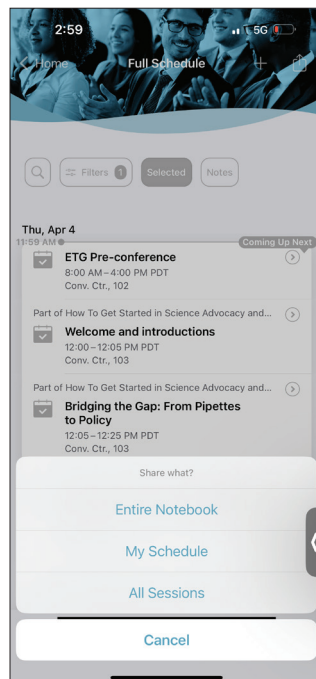 2:59
5G
Home
Full Schedule
Filters 1
Selected
Notes
Thu, Apr 4
11:59 AM
Coming Up Next
ETG Pre-conference
8:00 AM – 4:00 PM PDT
Conv. Ctr., 102
Part of How To Get Started in Science Advocacy and...
Welcome and introductions
12:00 – 12:05 PM PDT
Conv. Ctr., 103
Part of How To Get Started in Science Advocacy and...
Bridging the Gap: From Pipettes
to Policy
12:05 – 12:25 PM PDT
Conv. Ctr., 103
Share what?
Entire Notebook
My Schedule
All Sessions
Cancel